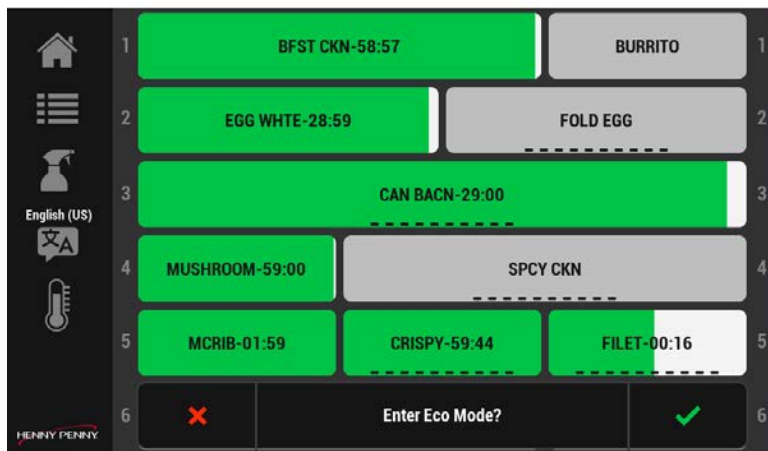 1 BFST CKN-58:57 BURRITO 1
2 EGG WHTE-28:59 FOLD EGG 2
3 CAN BACN-29:00 3
English (US)
文A
4 MUSHROOM-59:00 SPCY CKN 4
5 MCRIB-01:59 CRISPY-59:44 FILET-00:16 5
6 Enter Eco Mode? 6
HENNY PENNY